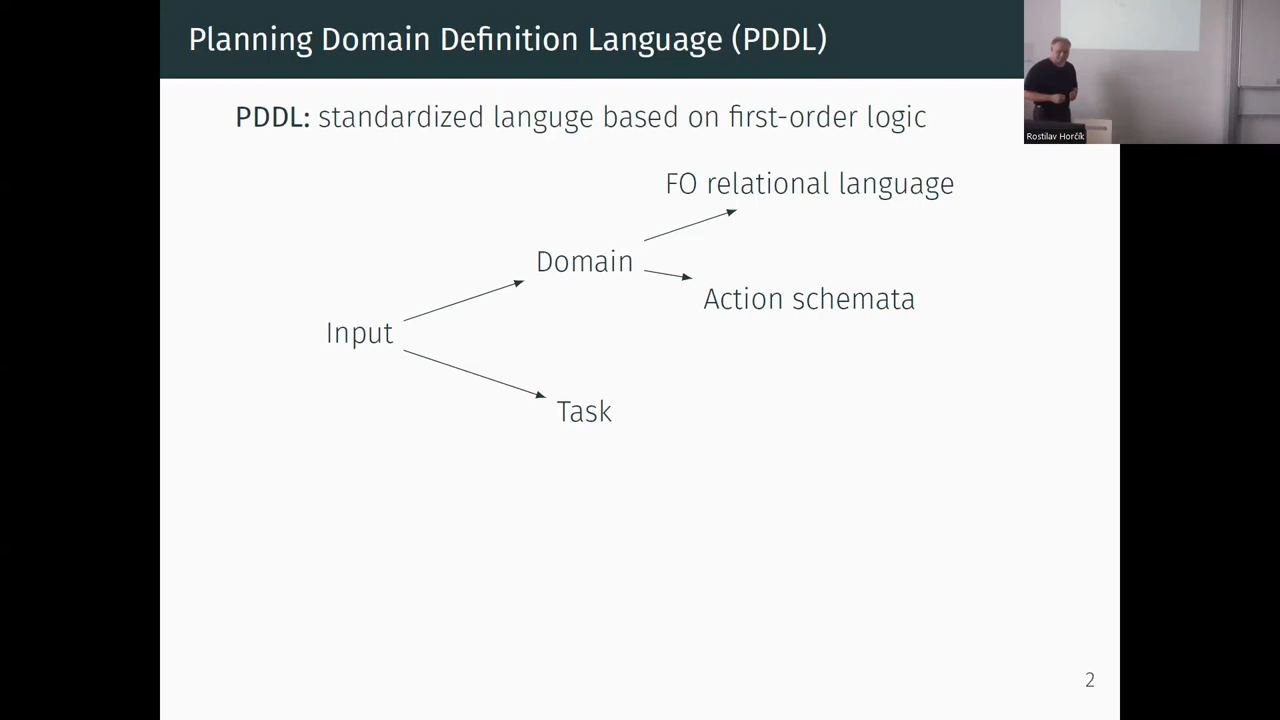 Planning Domain Definition Language (PDDL)
PDDL: standardized languge based on first-order logic
FO relational language
Domain
Action schemata
Input
Task
2
Rostilav Horčík